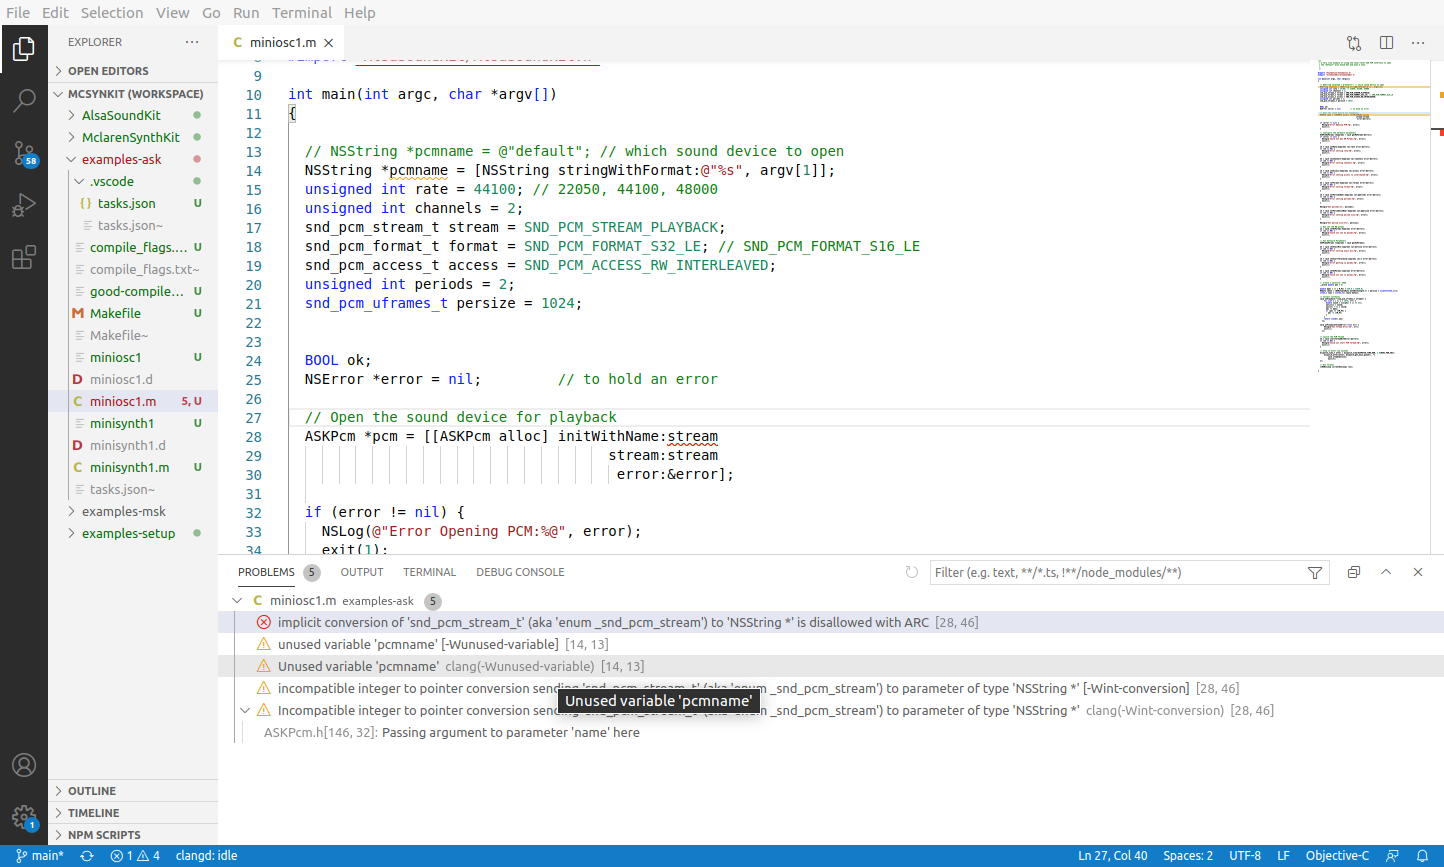 File Edit Selection View Go Run Terminal Help
EXPLORER
OPEN EDITORS
MCSYNKIT (WORKSPACE)
AlsaSoundKit
MclarenSynthKit
examples-ask
.vscode
{} tasks.json U
tasks.json~
compile_flags.... U
compile_flags.txt~
good-compile... U
M Makefile U
Makefile~
miniosc1 U
D miniosc1.d
C miniosc1.m 5, U
minisynth1 U
D minisynth1.d
C minisynth1.m U
tasks.json~
examples-msk
examples-setup
OUTLINE
TIMELINE
NPM SCRIPTS
58
1
C miniosc1.m
9
10 int main(int argc, char *argv[])
11 {
12
13 // NSString *pcmname = @"default"; // which sound device to open
14 NSString *pcmname = [NSString stringWithFormat:@"%s", argv[1]];
15 unsigned int rate = 44100; // 22050, 44100, 48000
16 unsigned int channels = 2;
17 snd_pcm_stream_t stream = SND_PCM_STREAM_PLAYBACK;
18 snd_pcm_format_t format = SND_PCM_FORMAT_S32_LE; // SND_PCM_FORMAT_S16_LE
19 snd_pcm_access_t access = SND_PCM_ACCESS_RW_INTERLEAVED;
20 unsigned int periods = 2;
21 snd_pcm_uframes_t persize = 1024;
22
23
24 BOOL ok;
25 NSError *error = nil; // to hold an error
26
27 // Open the sound device for playback
28 ASKPcm *pcm = [[ASKPcm alloc] initWithName:stream
29 stream:stream
30 error:&error];
31
32 if (error != nil) {
33 NSLog(@"Error Opening PCM:%@", error);
34 exit(1);
PROBLEMS 5 OUTPUT TERMINAL DEBUG CONSOLE Filter (e.g. text, **/*.ts, !**/node_modules/**)
C miniosc1.m examples-ask 5
implicit conversion of 'snd_pcm_stream_t' (aka 'enum _snd_pcm_stream') to 'NSString *' is disallowed with ARC [28, 46]
unused variable 'pcmname' [-Wunused-variable] [14, 13]
Unused variable 'pcmname' clang(-Wunused-variable) [14, 13]
incompatible integer to pointer conversion sending 'snd_pcm_stream_t' (aka 'enum _snd_pcm_stream') to parameter of type 'NSString *' [-Wint-conversion] [28, 46]
Unused variable 'pcmname'
Incompatible integer to pointer conversion sending 'snd_pcm_stream_t' (aka 'enum _snd_pcm_stream') to parameter of type 'NSString *' clang(-Wint-conversion) [28, 46]
ASKPcm.h[146, 32]: Passing argument to parameter 'name' here
main* 1 4 clangd: idle Ln 27, Col 40 Spaces: 2 UTF-8 LF Objective-C